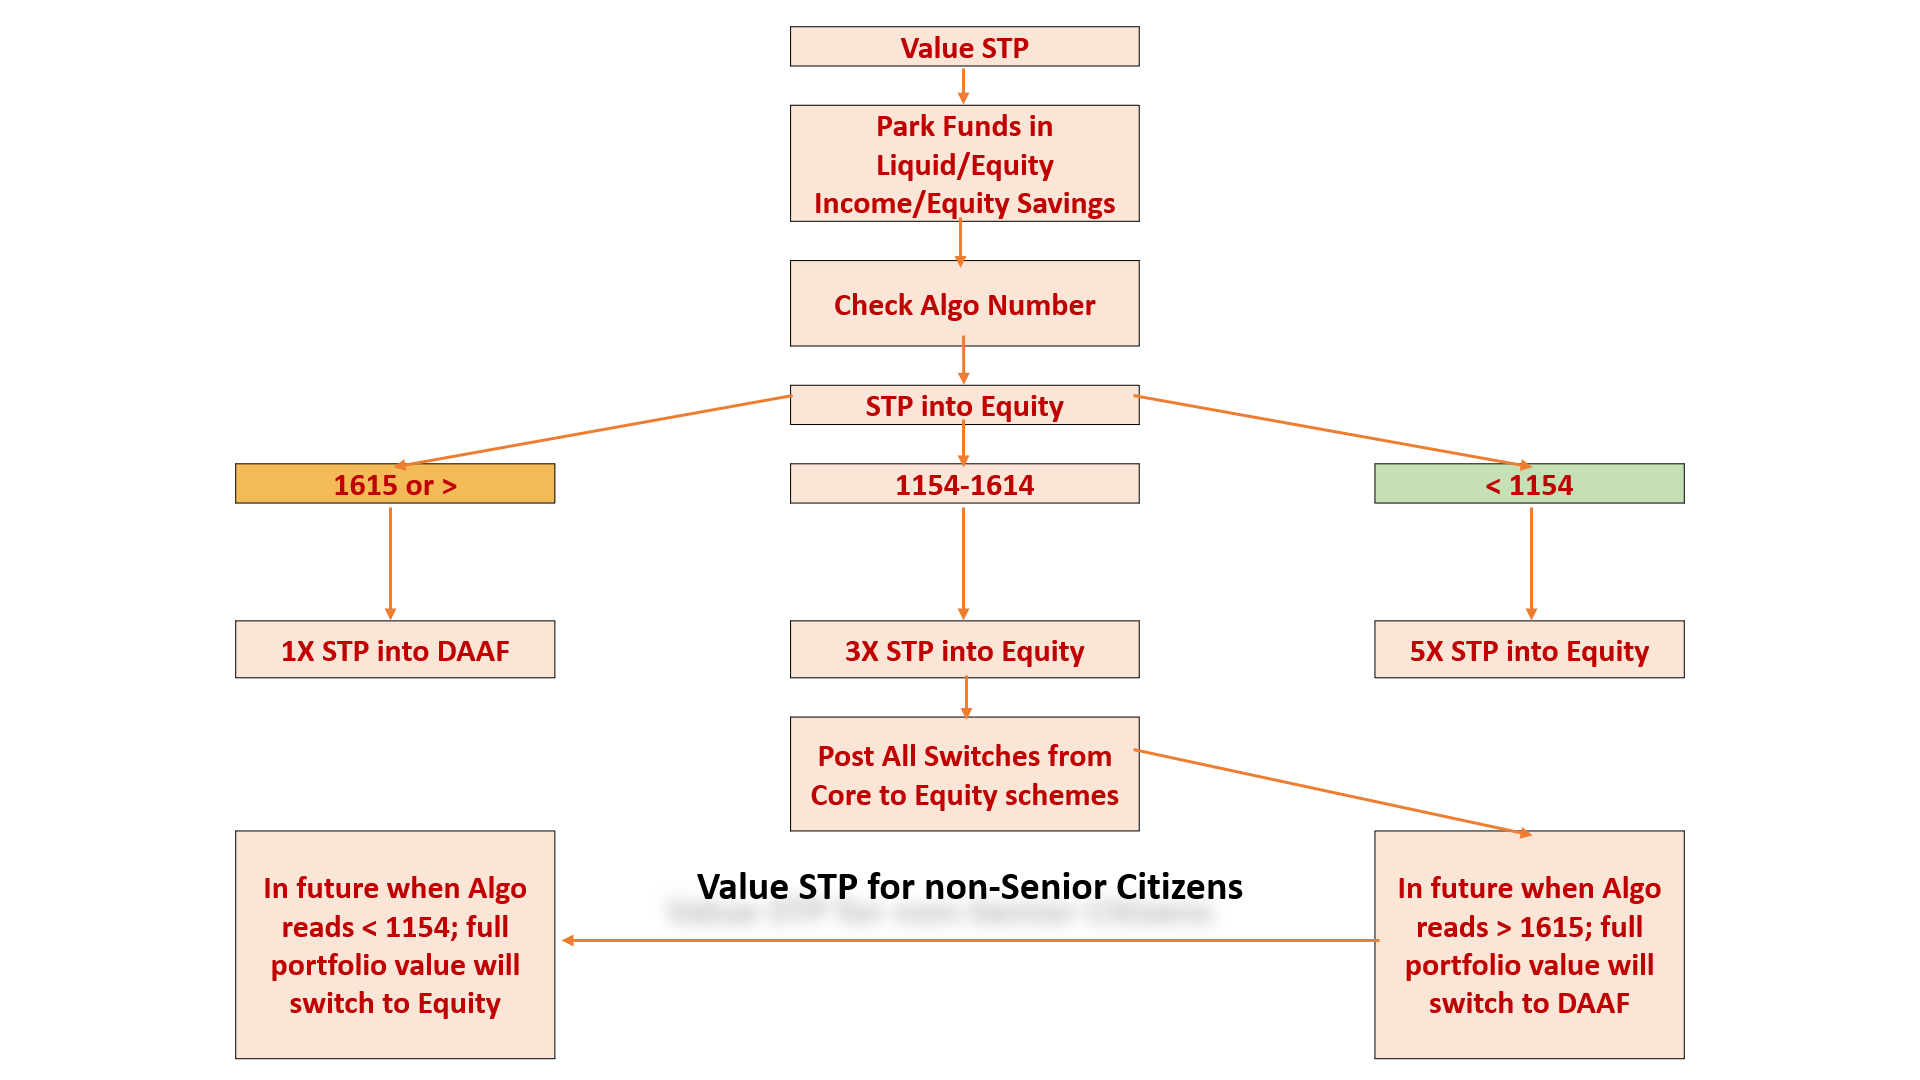 Value STP
Park Funds in
Liquid/Equity
Income/Equity Savings
Check Algo Number
STP into Equity
1615 or >
1154-1614
< 1154
1X STP into DAAF
3X STP into Equity
5X STP into Equity
Post All Switches from
Core to Equity schemes
In future when Algo
reads < 1154; full
portfolio value will
switch to Equity
Value STP for non-Senior Citizens
In future when Algo
reads > 1615; full
portfolio value will
switch to DAAF